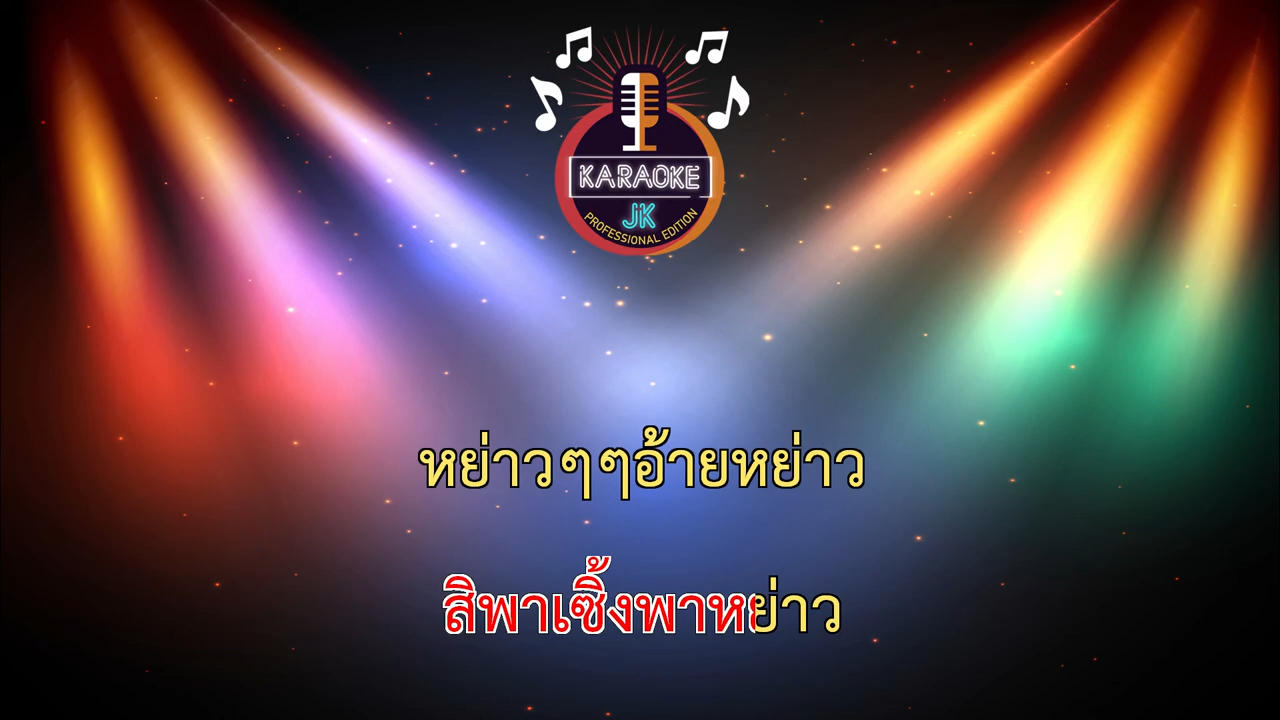 KARAOKE
JK
PROFESSIONAL EDITION
หย่าวๆๆอ้ายหย่าว
สิพาเซิ้งพาหย่าว